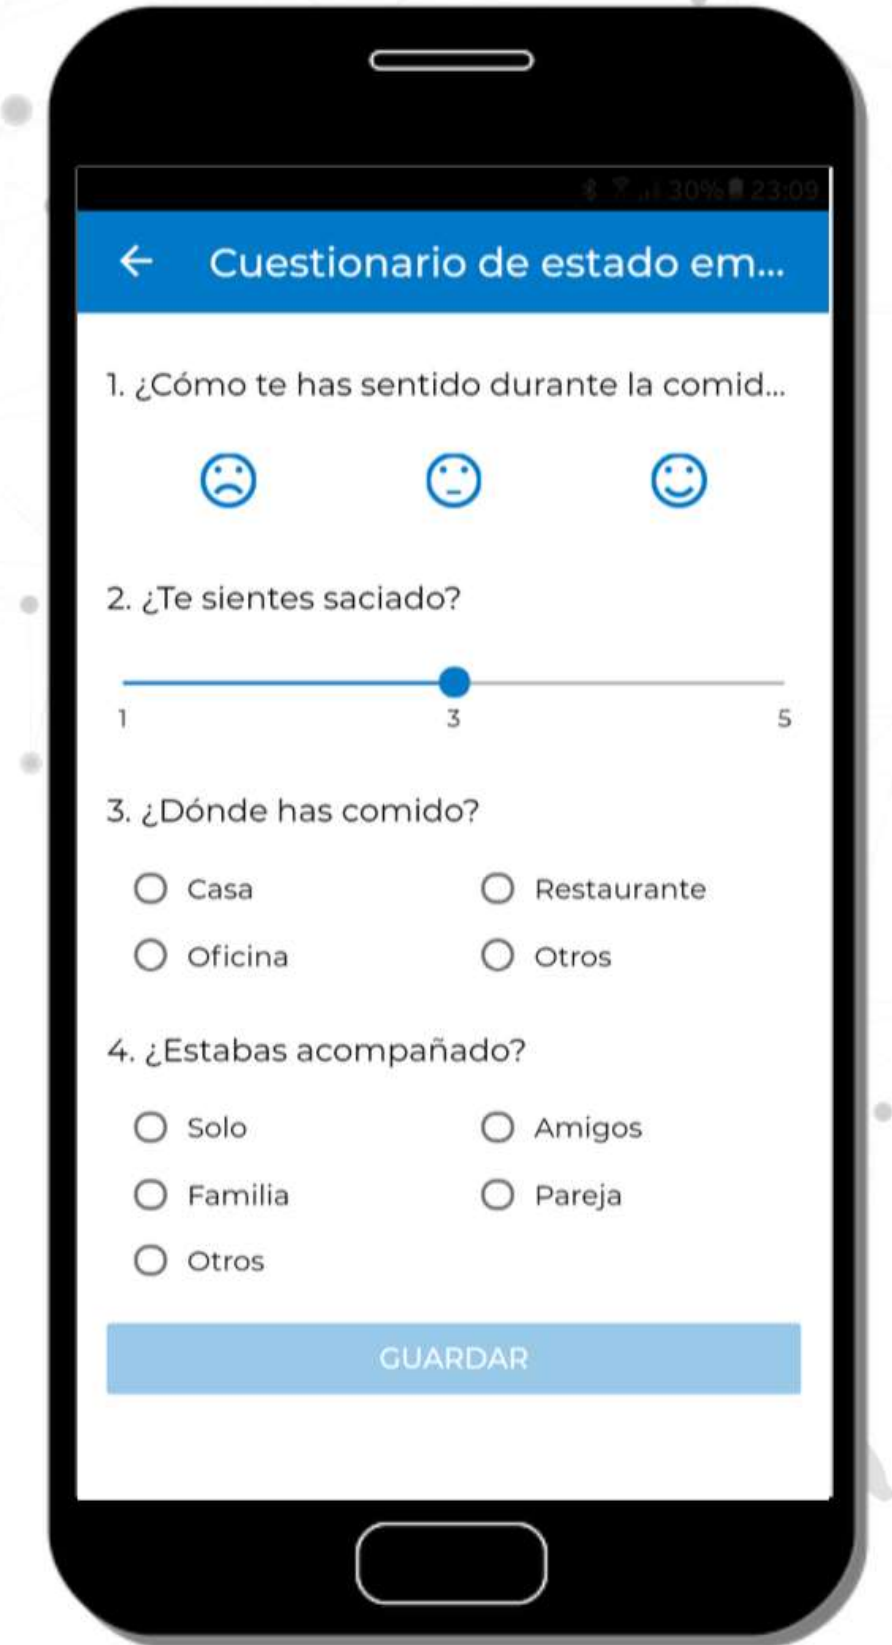 30% 23:09
Cuestionario de estado em...
1. ¿Cómo te has sentido durante la comid...
2. ¿Te sientes saciado?
1 3 5
3. ¿Dónde has comido?
Casa Restaurante
Oficina Otros
4. ¿Estabas acompañado?
Solo Amigos
Familia Pareja
Otros
GUARDAR